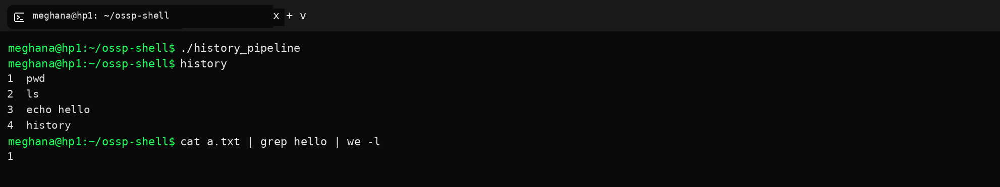 meghana@hp1: ~/ossp-shell x + v
meghana@hp1:~/ossp-shell$ ./history_pipeline
meghana@hp1:~/ossp-shell$ history
1 pwd
2 ls
3 echo hello
4 history
meghana@hp1:~/ossp-shell$ cat a.txt | grep hello | we -l
1